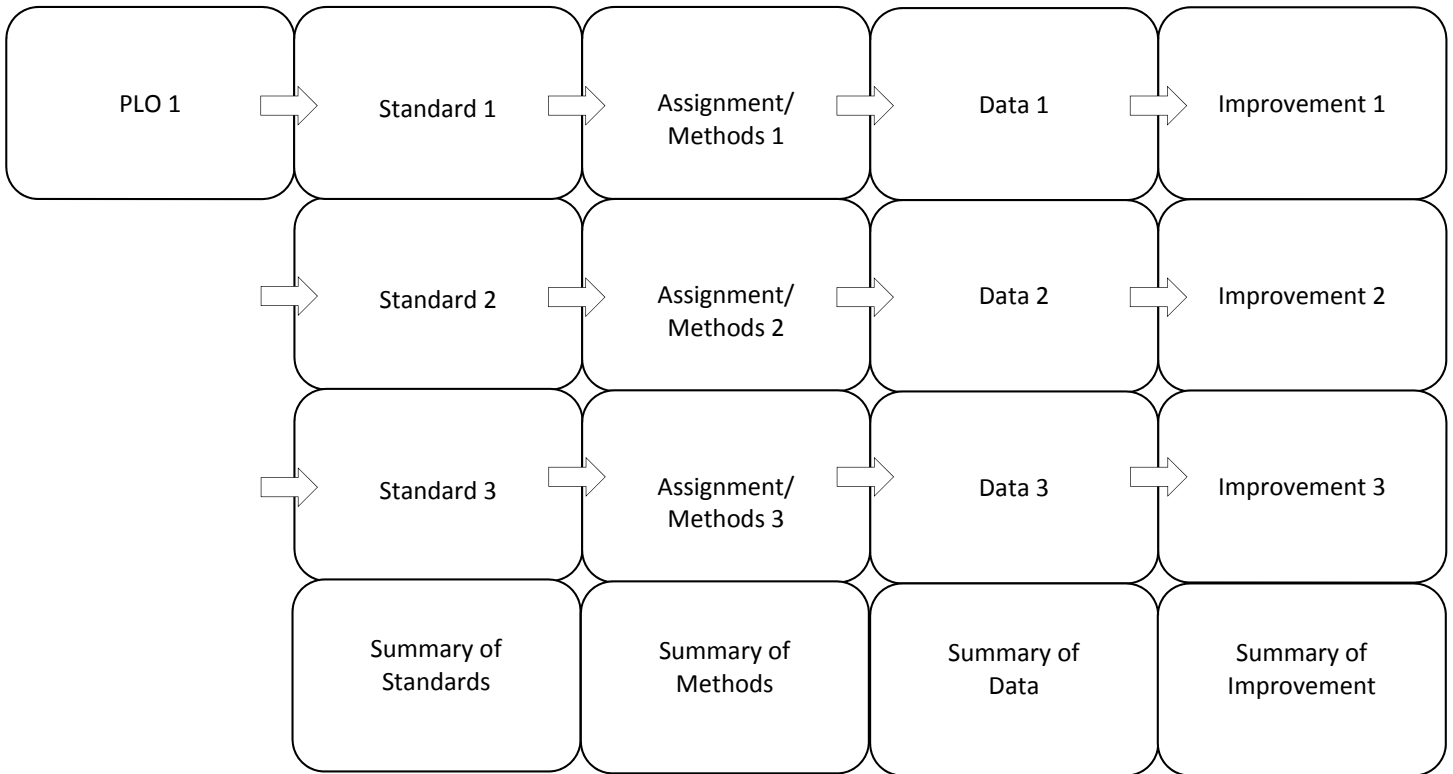 PLO 1
Standard 1
Assignment/
Methods 1
Data 1
Improvement 1
Standard 2
Assignment/
Methods 2
Data 2
Improvement 2
Standard 3
Assignment/
Methods 3
Data 3
Improvement 3
Summary of
Standards
Summary of
Methods
Summary of
Data
Summary of
Improvement